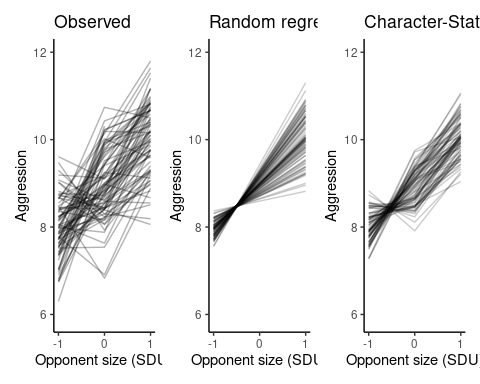 Observed
Random regre
Character-Stat
12
10
8
6
Aggression
-1 0 1
Opponent size (SDU
12
10
8
6
Aggression
-1 0 1
Opponent size (SDU
12
10
8
6
Aggression
-1 0 1
Opponent size (SDU